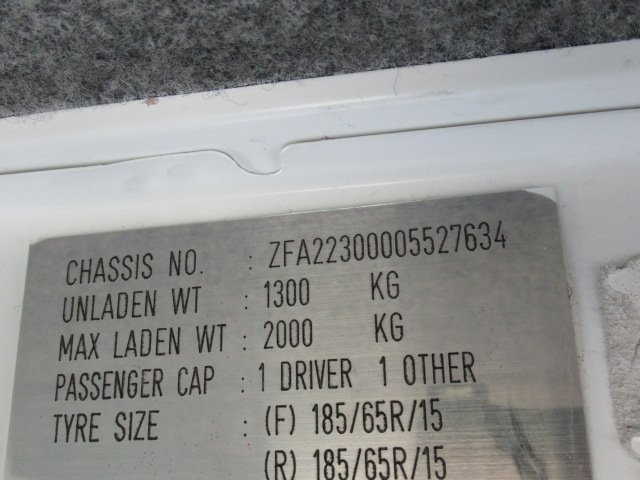 CHASSIS NO. : ZFA22300005527634
UNLADEN WT : 1300 KG
MAX LADEN WT : 2000 KG
PASSENGER CAP : 1 DRIVER 1 OTHER
TYRE SIZE : (F) 185/65R/15
(R) 185/65R/15